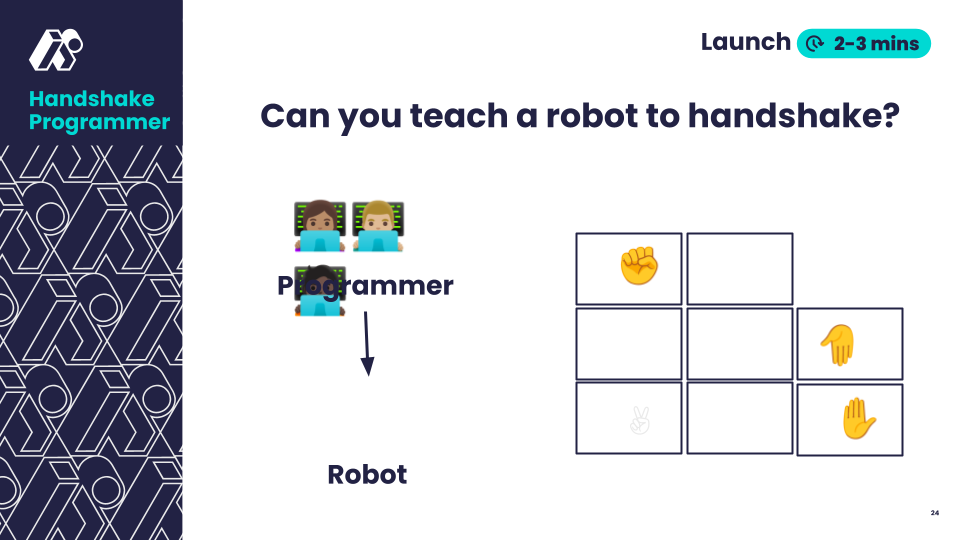 Handshake
Programmer
Launch
2-3 mins
Can you teach a robot to handshake?
Programmer
Robot
24